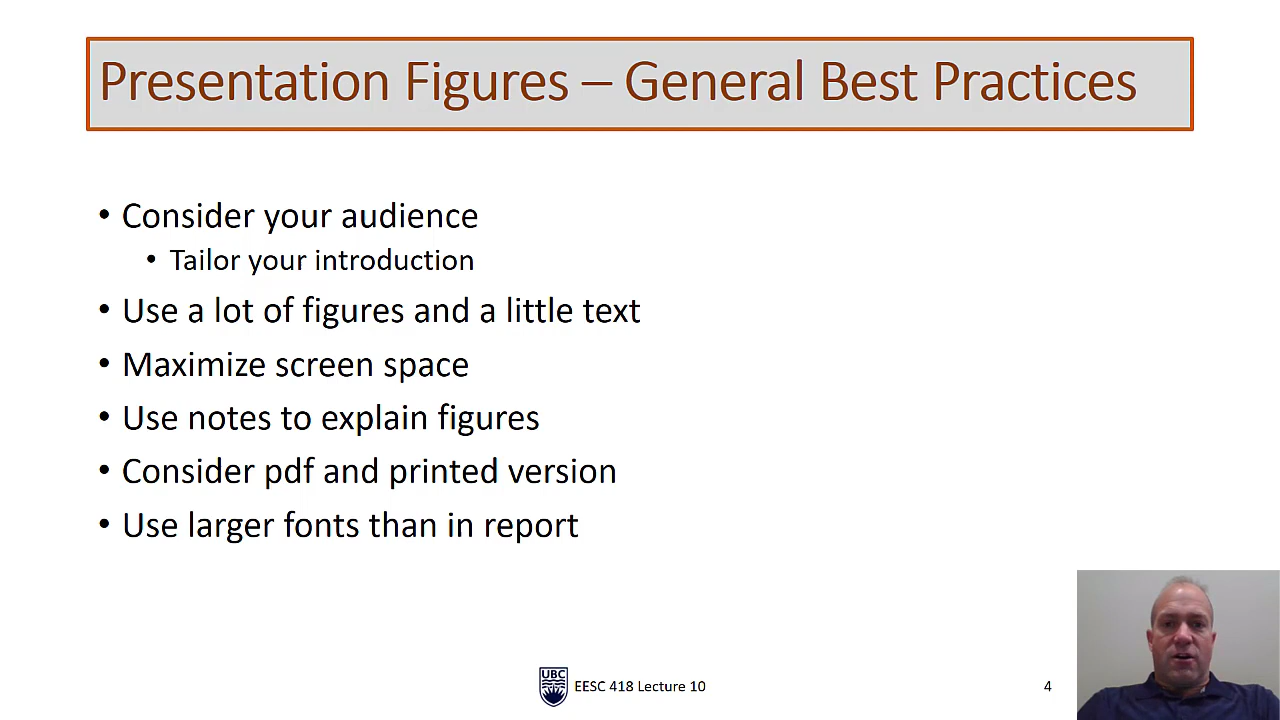 Presentation Figures – General Best Practices
• Consider your audience
• Tailor your introduction
• Use a lot of figures and a little text
• Maximize screen space
• Use notes to explain figures
• Consider pdf and printed version
• Use larger fonts than in report
UBC
EESC 418 Lecture 10
4